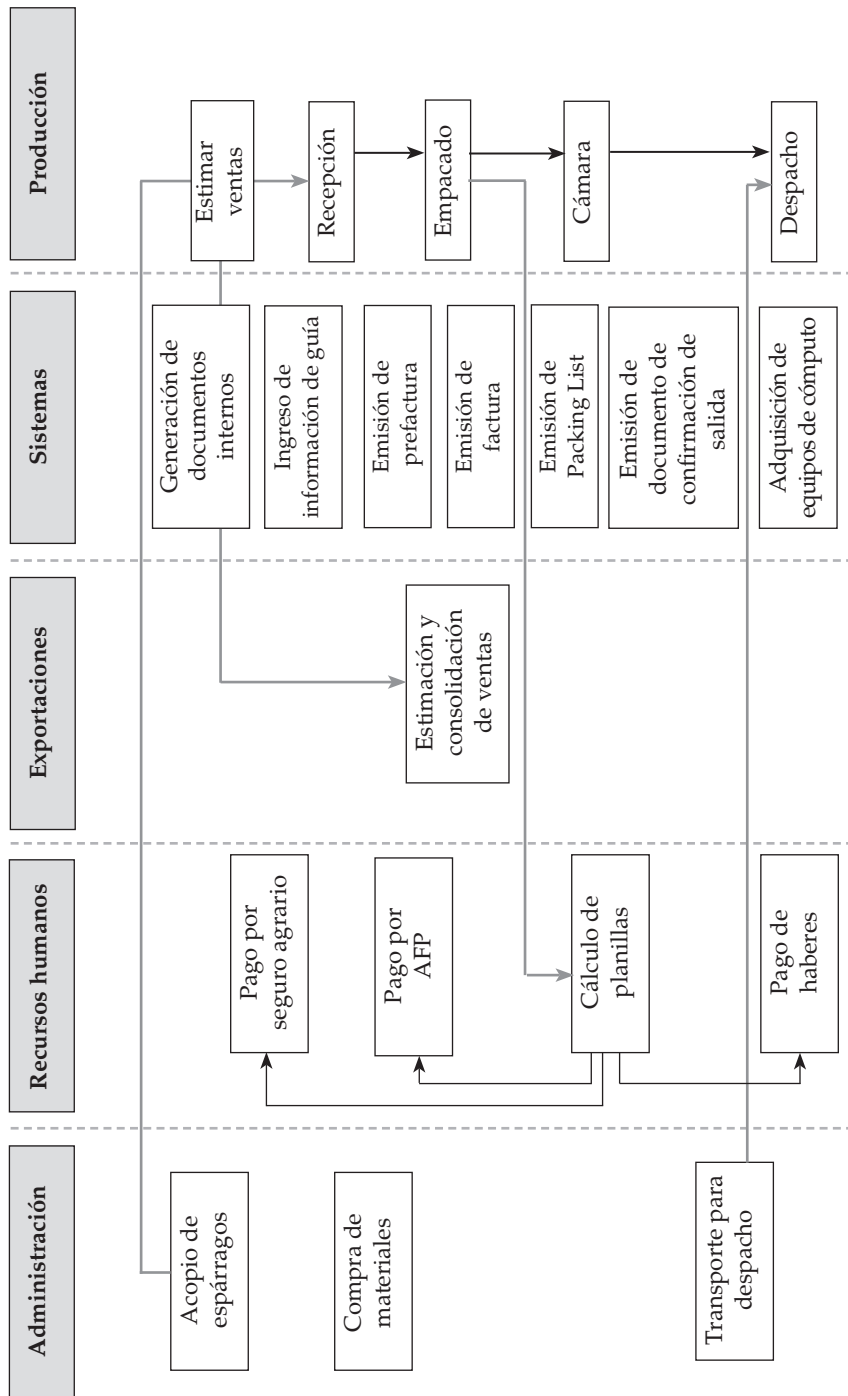 Administración
Recursos humanos
Exportaciones
Sistemas
Producción
Acopio de
espárragos
Compra de
materiales
Transporte para
despacho
Pago por
seguro agrario
Pago por
AFP
Cálculo de
planillas
Pago de
haberes
Estimación y
consolidación
de ventas
Generación de
documentos
internos
Ingreso de
información de guía
Emisión de
prefactura
Emisión de
factura
Emisión de
Packing List
Emisión de
documento de
confirmación de
salida
Adquisición de
equipos de cómputo
Estimar
ventas
Recepción
Empacado
Cámara
Despacho